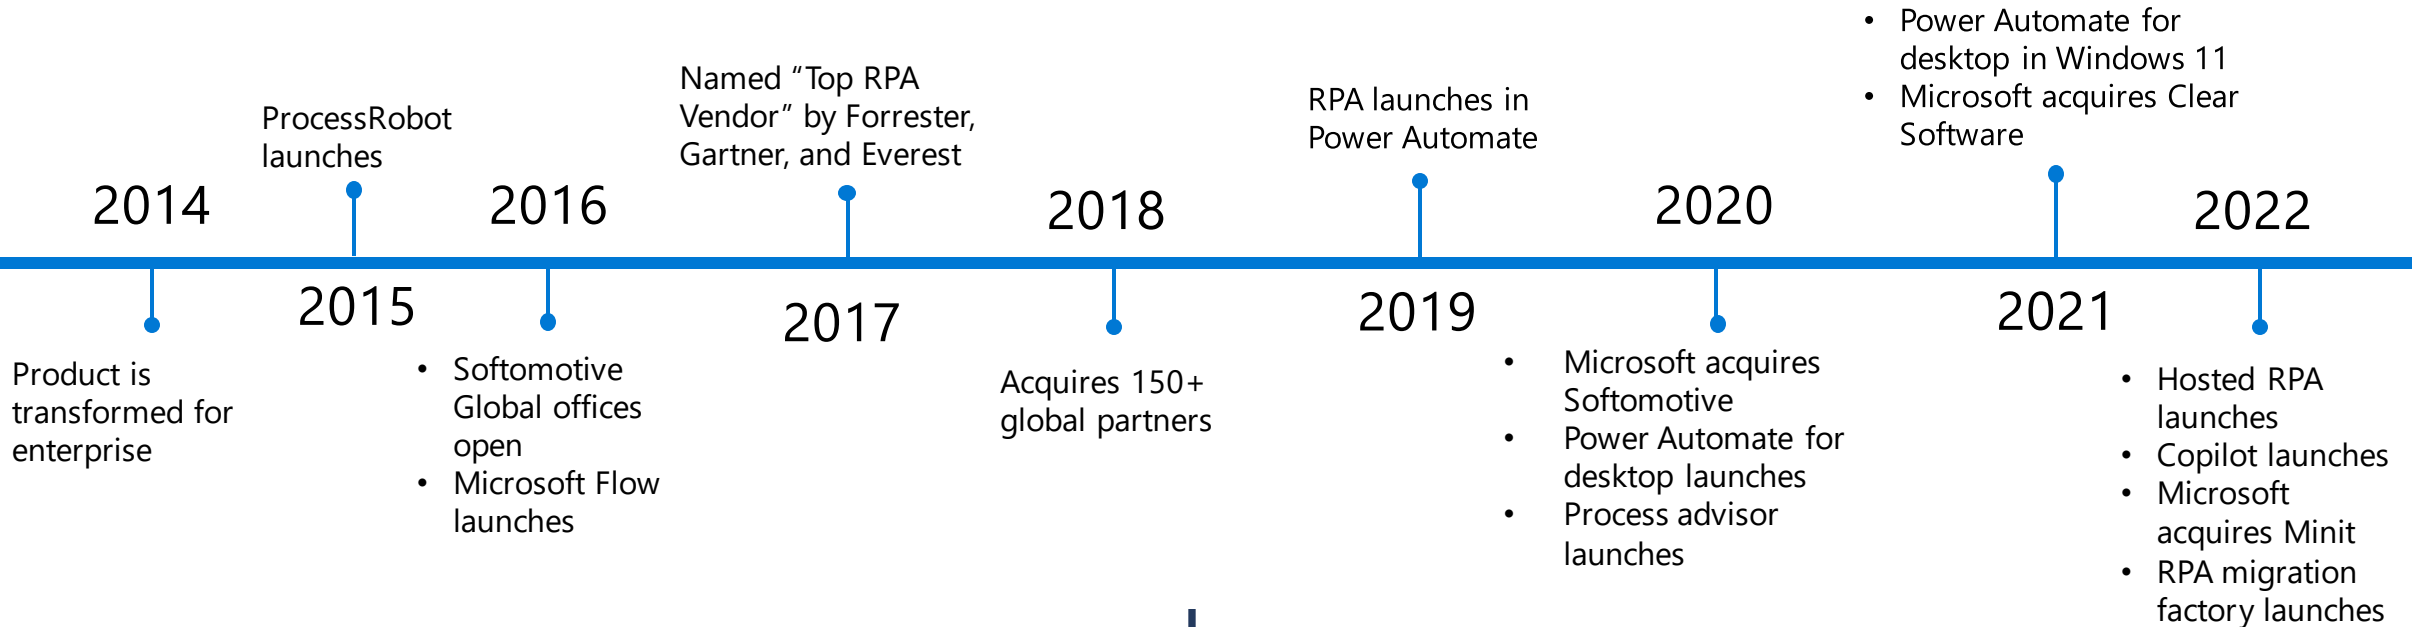 2014
Product is
transformed for
enterprise
ProcessRobot
launches
2015
2016
• Softomotive
Global offices
open
• Microsoft Flow
launches
Named “Top RPA
Vendor” by Forrester,
Gartner, and Everest
2017
2018
Acquires 150+
global partners
RPA launches in
Power Automate
2019
2020
• Microsoft acquires
Softomotive
• Power Automate for
desktop launches
• Process advisor
launches
• Power Automate for
desktop in Windows 11
• Microsoft acquires Clear
Software
2021
2022
• Hosted RPA
launches
• Copilot launches
• Microsoft
acquires Minit
• RPA migration
factory launches